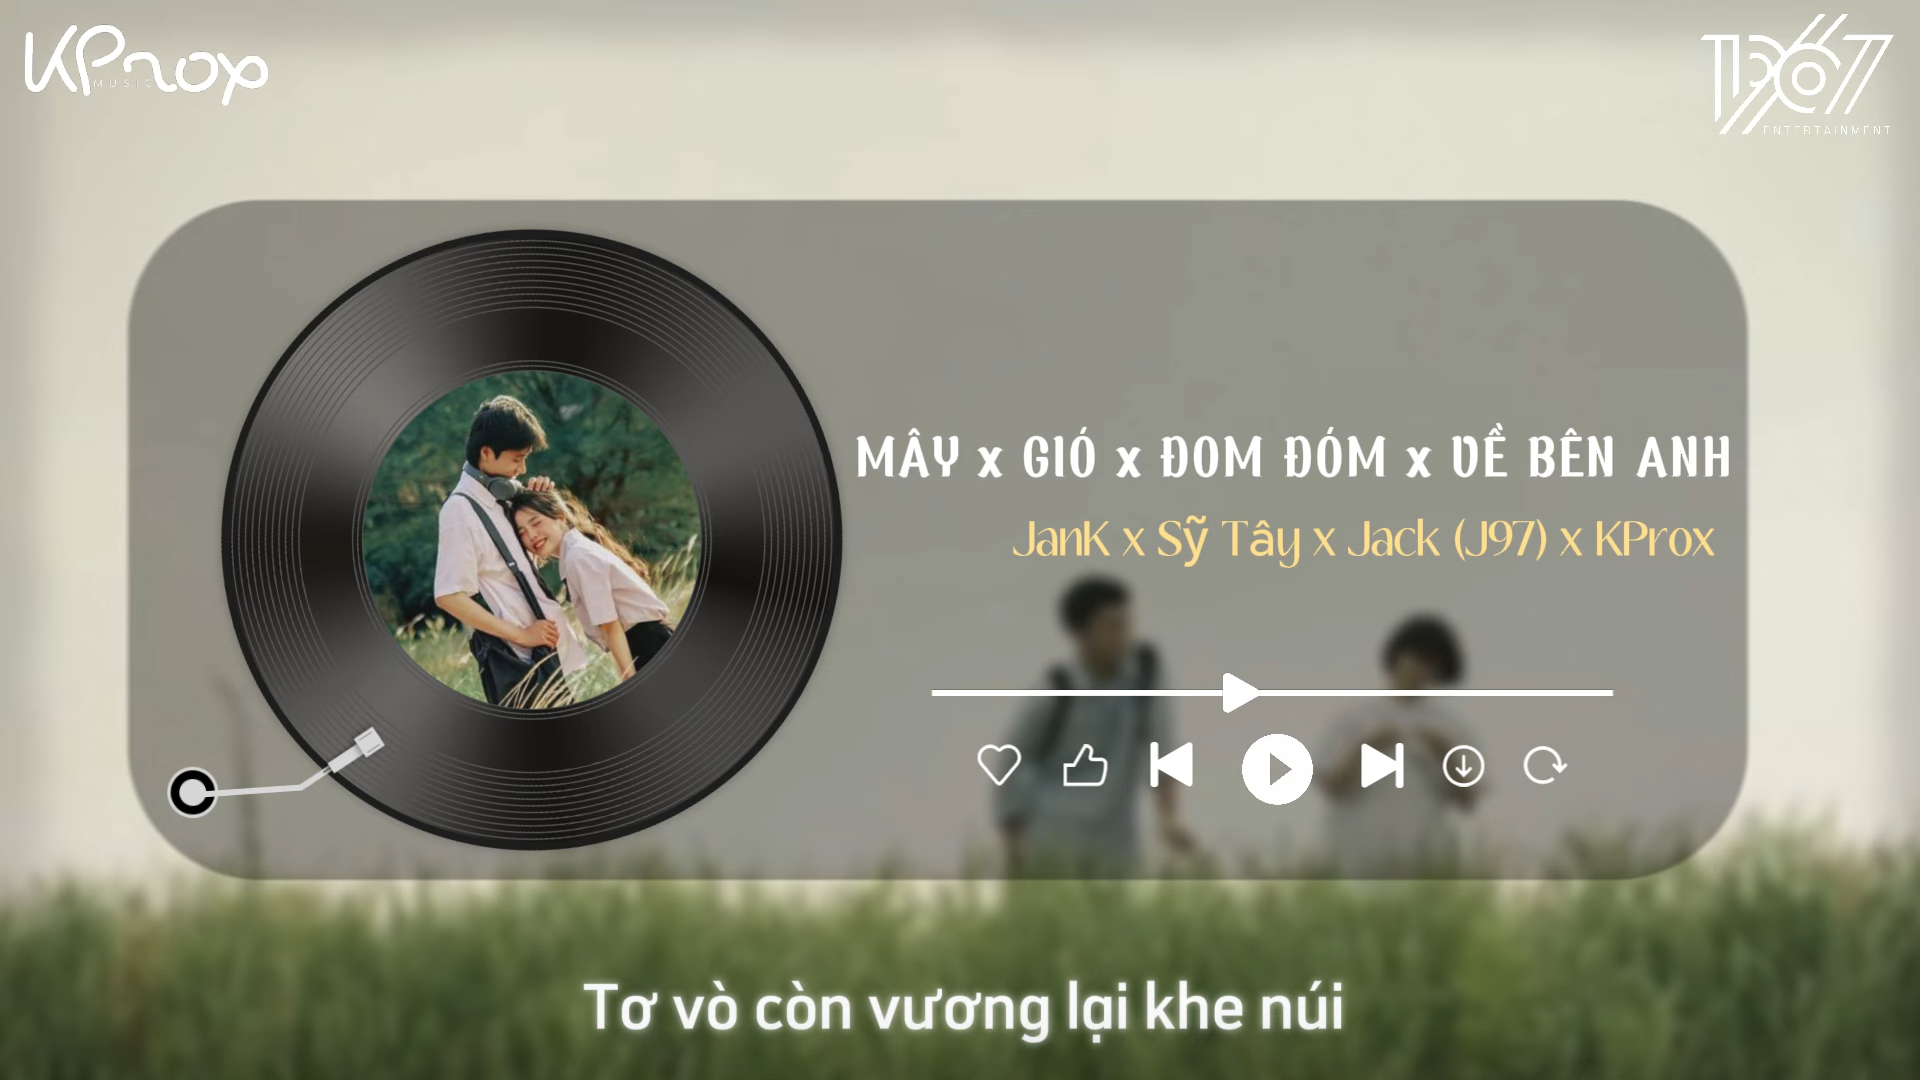 KProx
MUSIC
1967
ENTERTAINMENT
MÂY x GIÓ x ĐOM ĐÓM x VỀ BÊN ANH
JanK x Sỹ Tây x Jack (J97) x KProx
Tơ vò còn vương lại khe núi